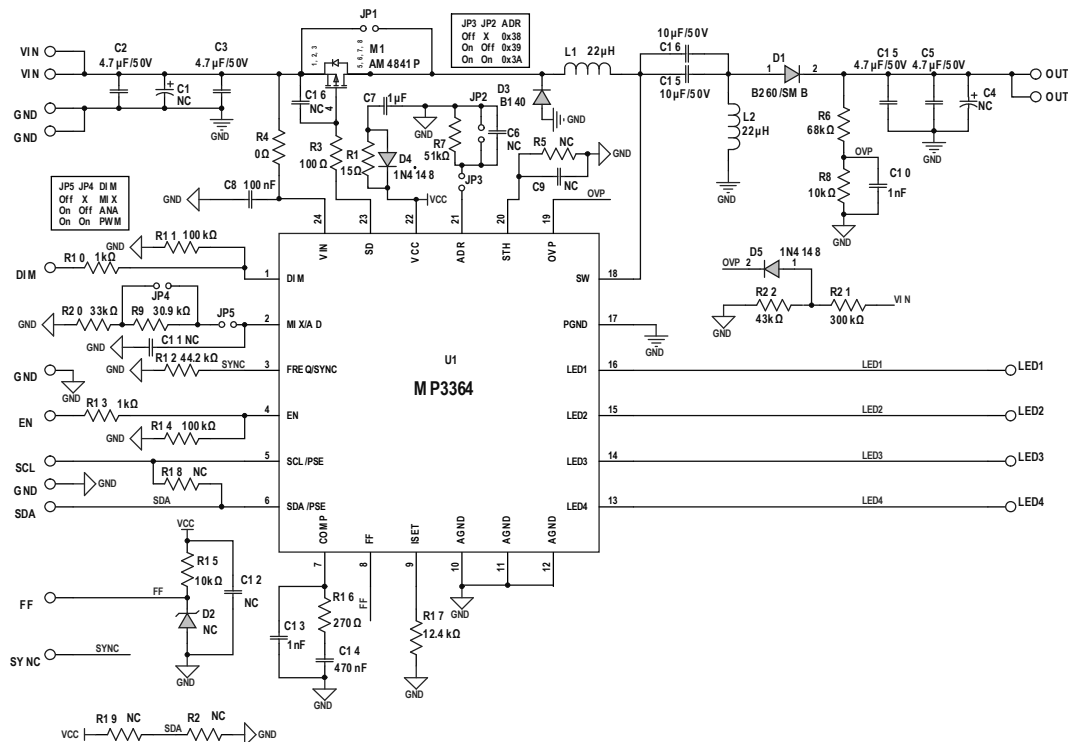 JP1
JP3 JP2 ADR
Off X 0x38
On Off 0x39
On On 0x3A
10µF/50V
C16
C15
10µF/50V
VIN
VIN
GND
GND
C2
4.7µF/50V
C1
NC
C3
4.7µF/50V
GND
1, 2, 3
5, 6, 7, 8
4
M1
AM4841P
C16
NC
L1 22µH
D3
B140
GND
D1
1 2
B260/SMB
L2
22µH
GND
C15
4.7µF/50V
C5
4.7µF/50V
C4
NC
GND
OUT
OUT
R6
68kΩ
OVP
R8
10kΩ
C10
1nF
GND
R4
0Ω
R3
100Ω
C7
1µF
R1
15Ω
D4
1N4148
GND
VCC
R7
51kΩ
JP2
C6
NC
JP3
R5 NC
C9 NC
GND
OVP
GND
C8 100nF
JP5 JP4 DIM
Off X MIX
On Off ANA
On On PWM
24
23
22
21
20
19
VIN
SD
VCC
ADR
STH
OVP
GND
R11 100kΩ
DIM
R10 1kΩ
1 DIM
JP4
GND
R20 33kΩ
R9 30.9kΩ
JP5
2 MIX/AD
GND
C11 NC
GND
R12 44.2kΩ
SYNC
3 FREQ/SYNC
GND
GND
EN
R13 1kΩ
4 EN
GND
R14 100kΩ
SCL
5 SCL/PSE
GND
GND
R18 NC
SDA
SDA
6 SDA/PSE
U1
MP3364
SW 18
PGND 17
GND
LED1 16
LED1
LED1
LED2 15
LED2
LED2
LED3 14
LED3
LED3
LED4 13
LED4
LED4
D5 1N4148
OVP 2 1
GND
R22
43kΩ
R21
300kΩ
VIN
COMP
FF
ISET
AGND
AGND
AGND
7
8
9
10
11
12
GND
FF
R16
270Ω
C13
1nF
C14
470nF
GND
R17
12.4kΩ
GND
VCC
R15
10kΩ
C12
NC
FF
FF
D2
NC
GND
SYNC
SYNC
VCC
R19 NC
SDA
R2 NC
GND